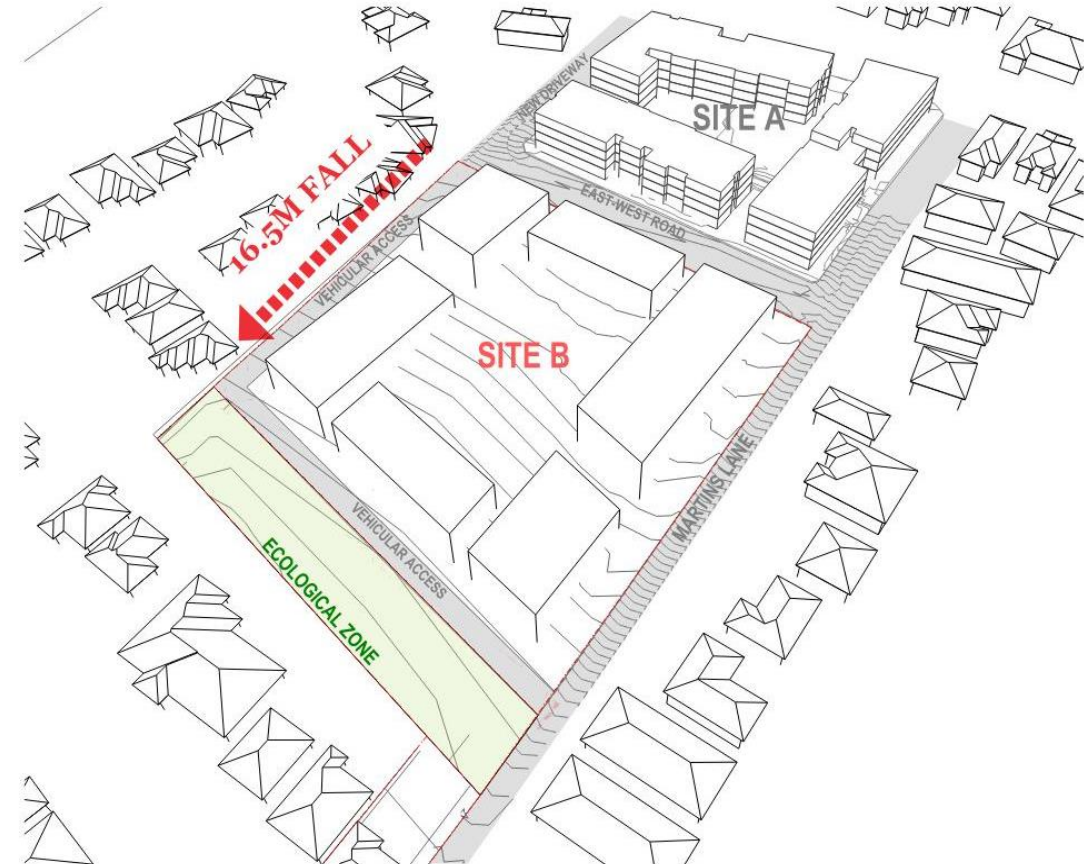 NEW DRIVEWAY
SITE A
EAST-WEST ROAD
16.5M FALL
VEHICULAR ACCESS
SITE B
MARTINS LANE
VEHICULAR ACCESS
ECOLOGICAL ZONE